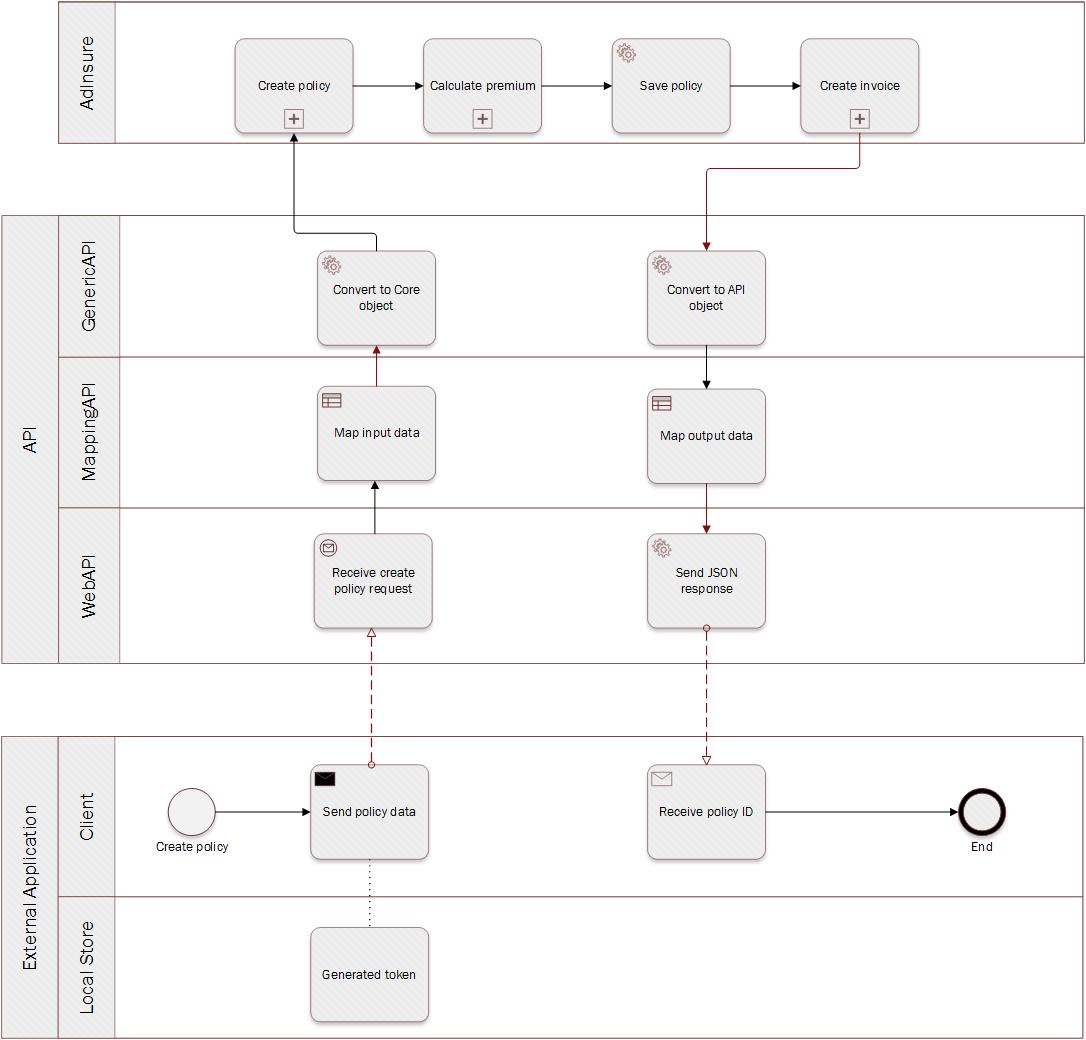 AdInsure
Create policy
Calculate premium
Save policy
Create invoice
API
GenericAPI
Convert to Core
object
Convert to API
object
MappingAPI
Map input data
Map output data
WebAPI
Receive create
policy request
Send JSON
response
External Application
Client
Create policy
Send policy data
Receive policy ID
End
Local Store
Generated token